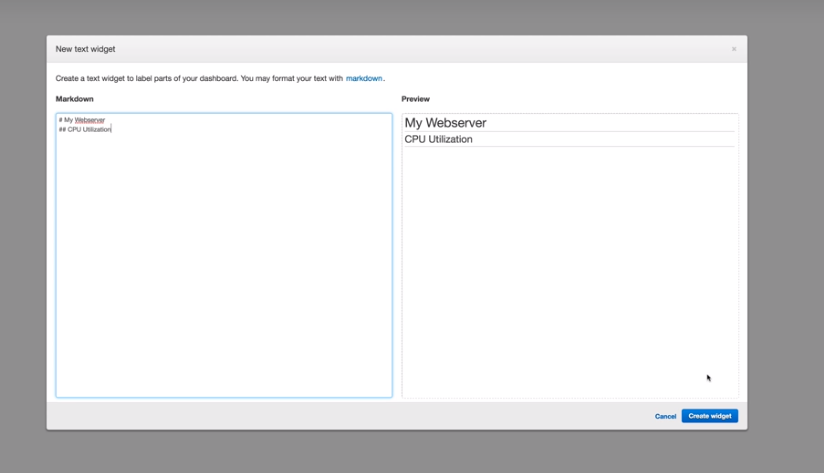 New text widget
×
Create a text widget to label parts of your dashboard. You may format your text with markdown.
Markdown
Preview
# My Webserver
## CPU Utilization
My Webserver
CPU Utilization
Cancel
Create widget